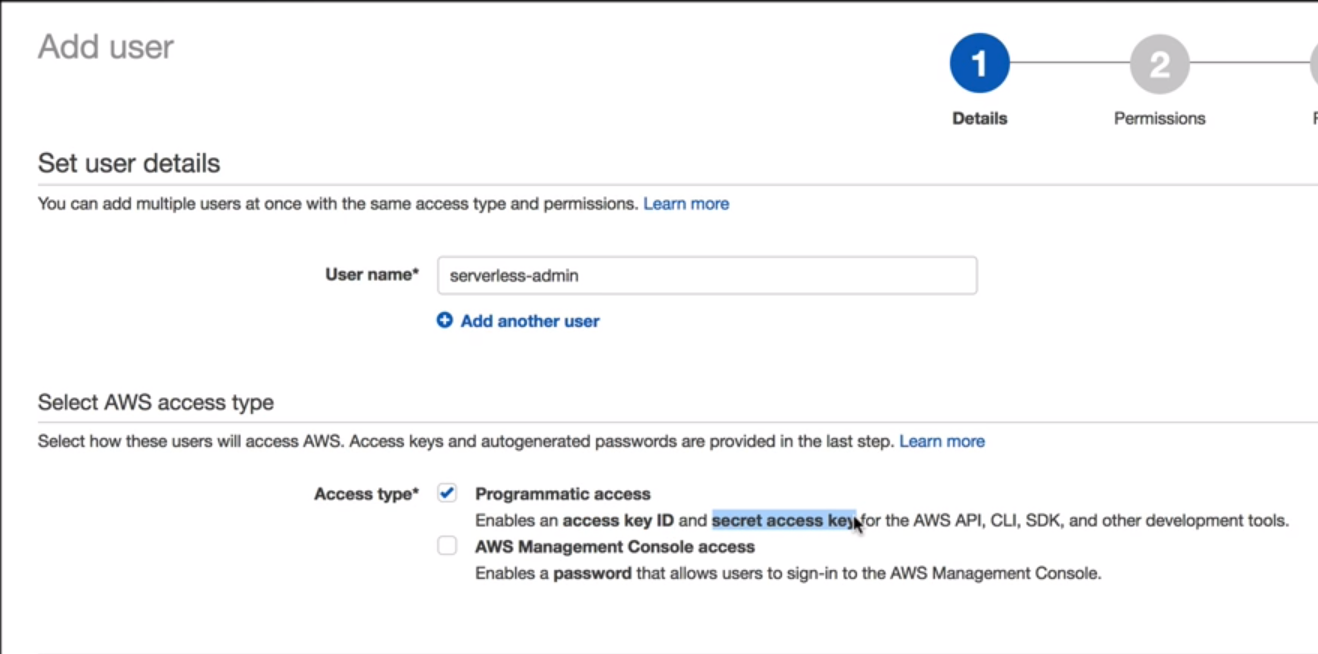 Add user
1
2
Details
Permissions
Set user details
You can add multiple users at once with the same access type and permissions. Learn more
User name*
serverless-admin
Add another user
Select AWS access type
Select how these users will access AWS. Access keys and autogenerated passwords are provided in the last step. Learn more
Access type*
Programmatic access
Enables an access key ID and secret access key for the AWS API, CLI, SDK, and other development tools.
AWS Management Console access
Enables a password that allows users to sign-in to the AWS Management Console.